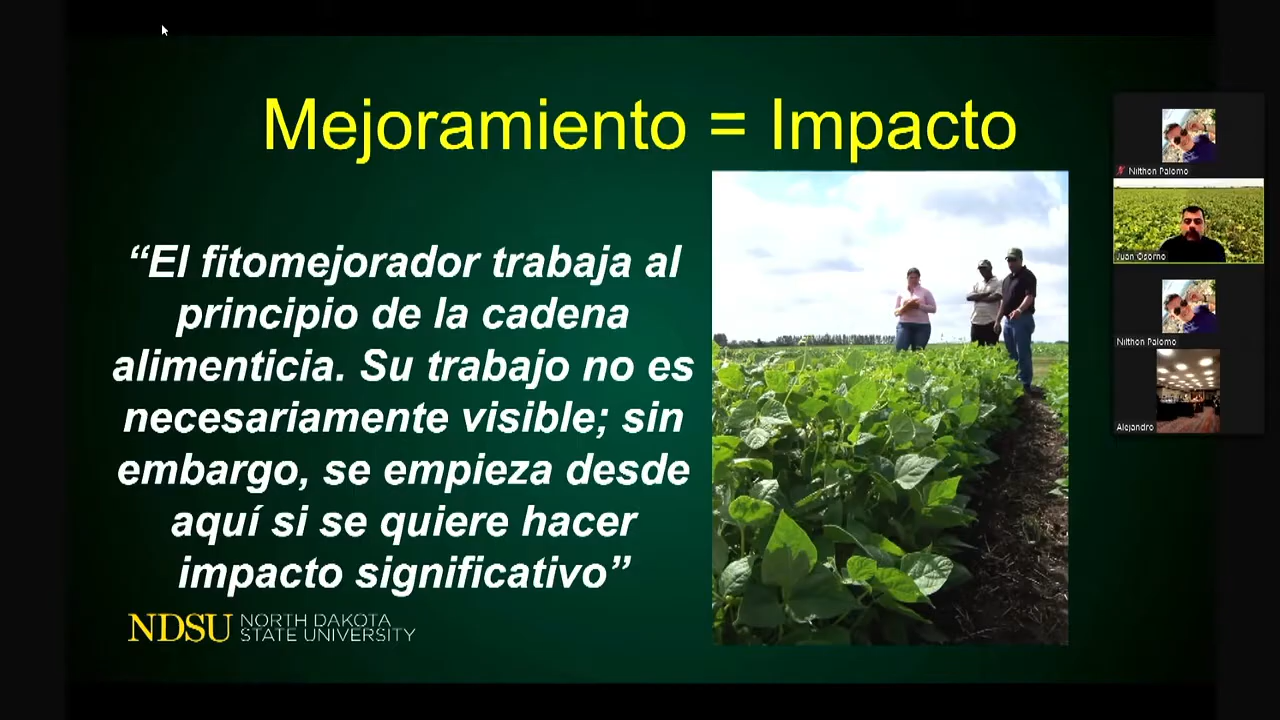 Mejoramiento = Impacto
“El fitomejorador trabaja al
principio de la cadena
alimenticia. Su trabajo no es
necesariamente visible; sin
embargo, se empieza desde
aquí si se quiere hacer
impacto significativo”
NDSU NORTH DAKOTA
STATE UNIVERSITY
Nilthon Palomo
Juan Osorno
Nilthon Palomo
Alejandro